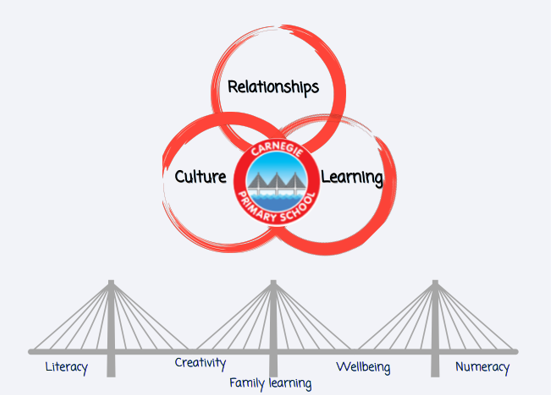 Relationships
CARNEGIE
Culture
Learning
PRIMARY SCHOOL
Literacy
Creativity
Family learning
Wellbeing
Numeracy